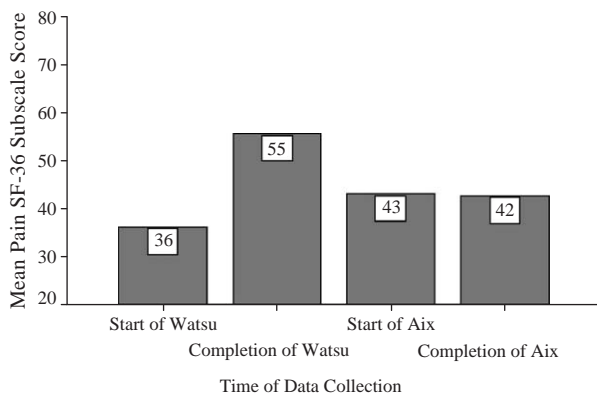 Mean Pain SF-36 Subscale Score
80
70
60
50
40
30
20
36
55
43
42
Start of Watsu
Start of Aix
Completion of Watsu
Completion of Aix
Time of Data Collection